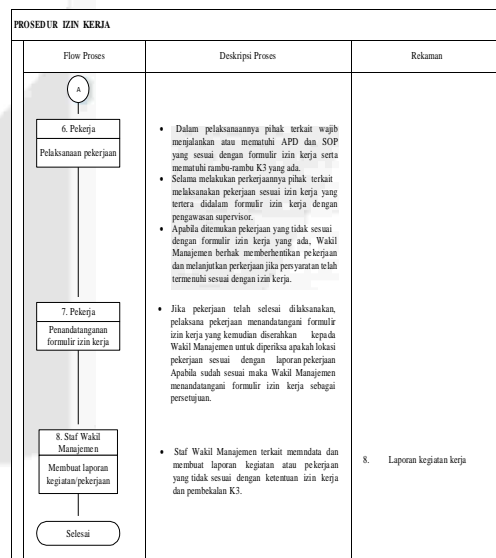 PROSEDUR IZIN KERJA
Flow Proses
Deskripsi Proses
Rekaman
A
6. Pekerja
Pelaksanaan pekerjaan
• Dalam pelaksanaannya pihak terkait wajib
menjalankan atau mematuhi APD dan SOP
yang sesuai dengan formulir izin kerja serta
mematuhi rambu-rambu K3 yang ada.
• Selama melakukan perkerjaannya pihak terkait
melaksanakan pekerjaan sesuai izin kerja yang
tertera didalam formulir izin kerja dengan
pengawasan supervisor.
• Apabila ditemukan pekerjaan yang tidak sesuai
dengan formulir izin kerja yang ada, Wakil
Manajemen berhak memberhentikan pekerjaan
dan melanjutkan perkerjaan jika persyaratan telah
termenuhi sesuai dengan izin kerja.
7. Pekerja
Penandatanganan
formulir izin kerja
• Jika pekerjaan telah selesai dilaksanakan,
pelaksana pekerjaan menandatangani formulir
izin kerja yang kemudian diserahkan kepada
Wakil Manajemen untuk diperiksa apakah lokasi
pekerjaan sesuai dengan laporan pekerjaan
Apabila sudah sesuai maka Wakil Manajemen
menandatangani formulir izin kerja sebagai
persetujuan.
8. Staf Wakil
Manajemen
Membuat laporan
kegiatan/pekerjaan
• Staf Wakil Manajemen terkait memndata dan
membuat laporan kegiatan atau pekerjaan
yang tidak sesuai dengan ketentuan izin kerja
dan pembekalan K3.
8. Laporan kegiatan kerja
Selesai